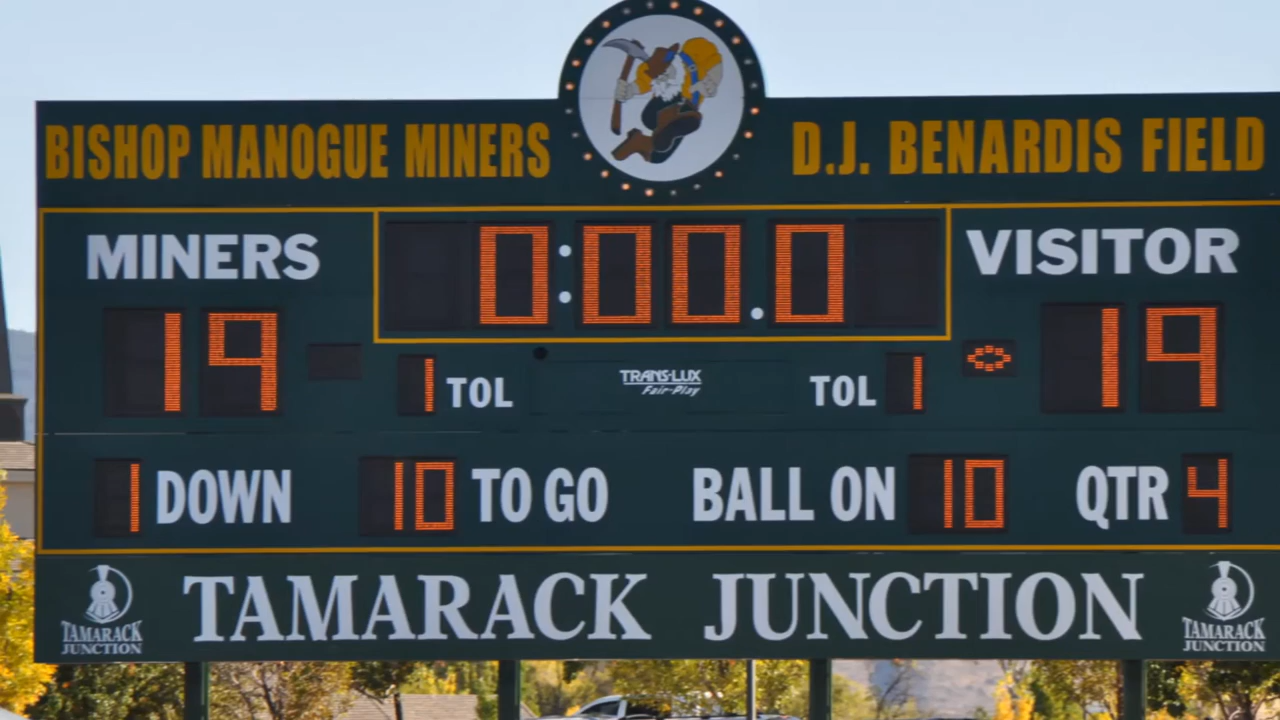 BISHOP MANOGUE MINERS
D.J. BENARDIS FIELD
MINERS
0:00.0
VISITOR
19
19
1 TOL
TRANS-LUX
Fair-Play
TOL 1
1 DOWN
10 TO GO
BALL ON 10
QTR 4
TAMARACK
JUNCTION
TAMARACK JUNCTION
TAMARACK
JUNCTION